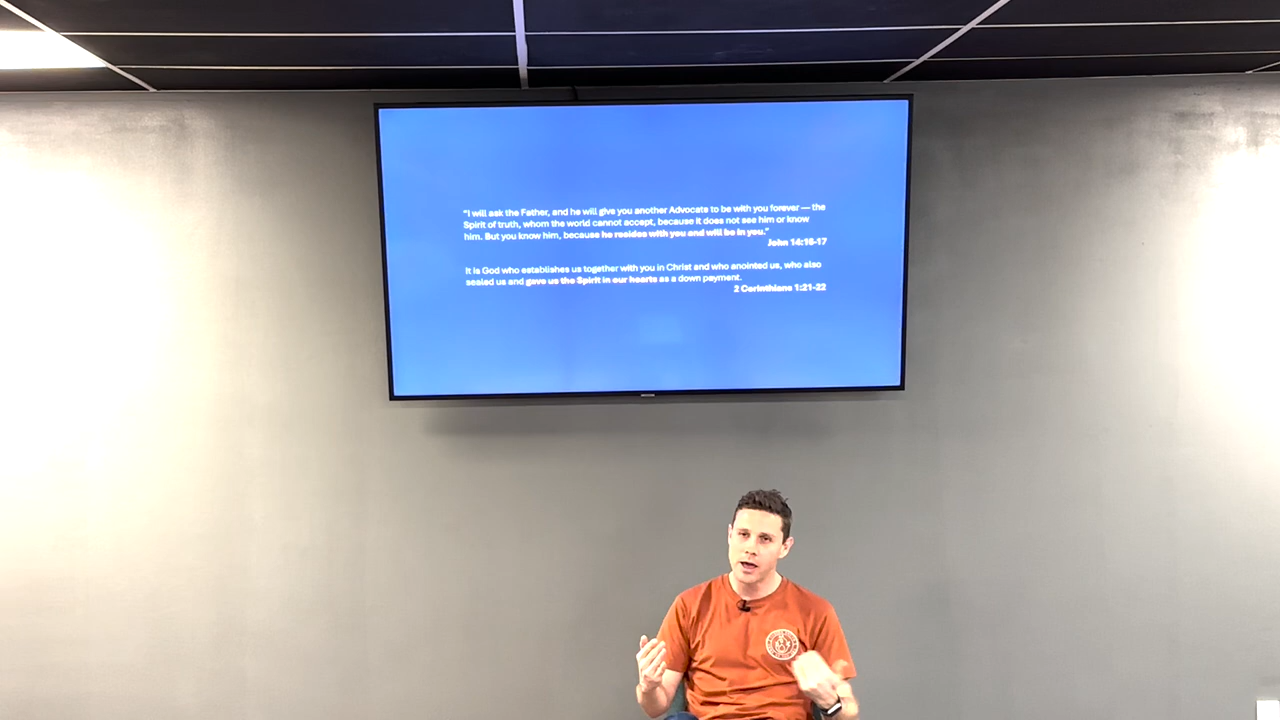 “I will ask the Father, and he will give you another Advocate to be with you forever — the
Spirit of truth, whom the world cannot accept, because it does not see him or know
him. But you know him, because he resides with you and will be in you.”
John 14:16-17
It is God who establishes us together with you in Christ and who anointed us, who also
sealed us and gave us the Spirit in our hearts as a down payment.
2 Corinthians 1:21-22